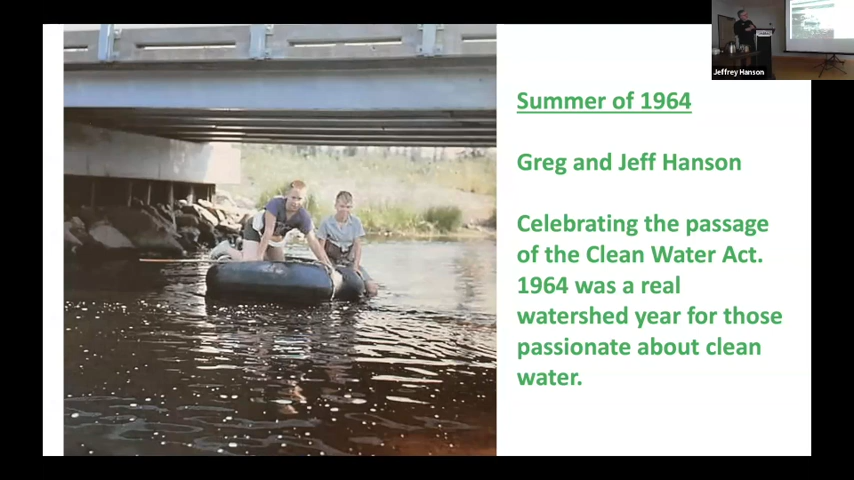 Summer of 1964
Greg and Jeff Hanson
Celebrating the passage
of the Clean Water Act.
1964 was a real
watershed year for those
passionate about clean
water.
Jeffrey Hanson